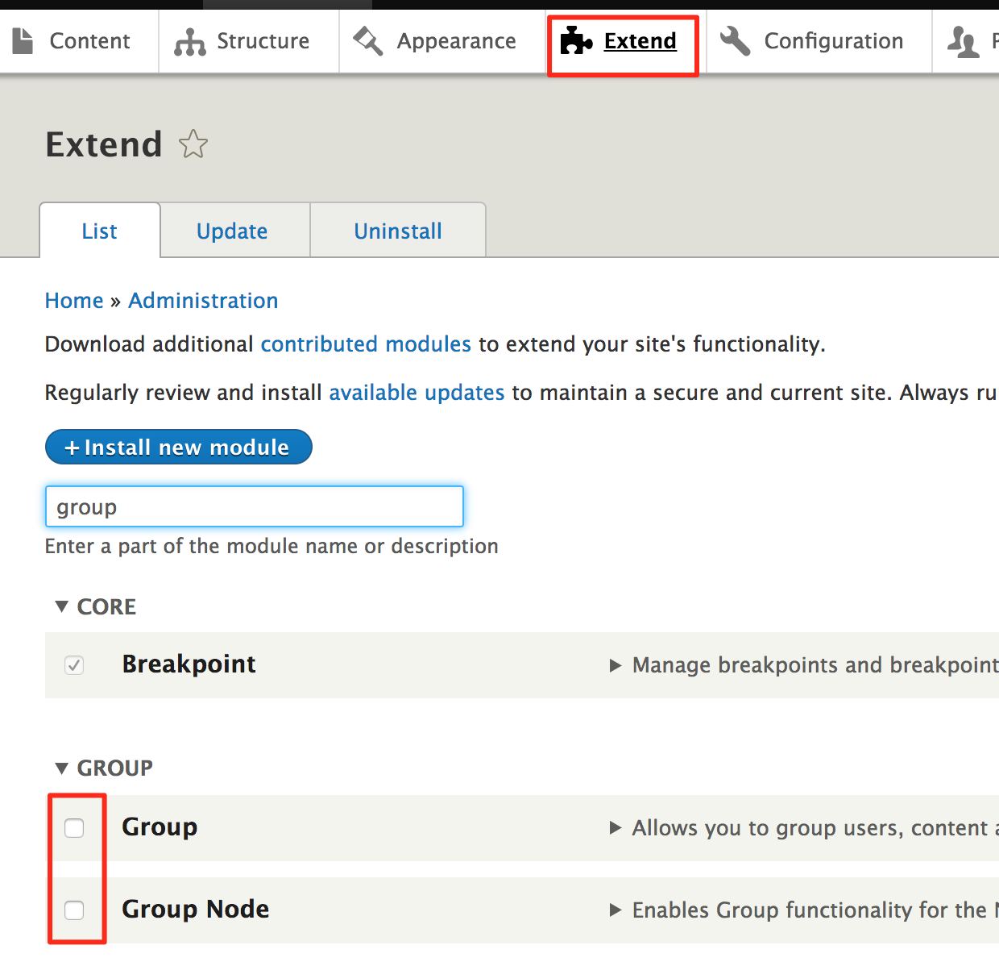 Content Structure Appearance Extend Configuration P
Extend
List Update Uninstall
Home » Administration
Download additional contributed modules to extend your site's functionality.
Regularly review and install available updates to maintain a secure and current site. Always ru
+Install new module
group
Enter a part of the module name or description
▼ CORE
Breakpoint ▶ Manage breakpoints and breakpoint
▼ GROUP
Group ▶ Allows you to group users, content a
Group Node ▶ Enables Group functionality for the N